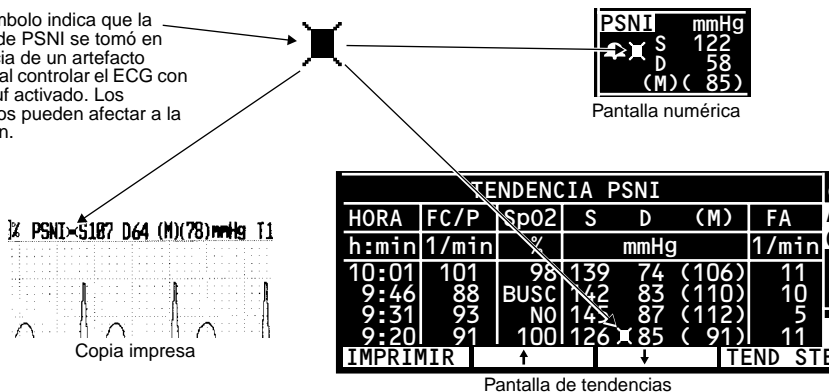 mbolo indica que la
de PSNI se tomó en
cia de un artefacto
al controlar el ECG con
uf activado. Los
os pueden afectar a la
n.
PSNI mmHg
S 122
D 58
(M)( 85)
Pantalla numérica
% PSNI S107 D64 (M)(78)mmHg T1
Copia impresa
TENDENCIA PSNI
HORA FC/P SpO2 S D (M) FA
h:min 1/min % mmHg 1/min
10:01 101 98 139 74 (106) 11
9:46 88 BUSC 142 83 (110) 10
9:31 93 NO 145 87 (112) 5
9:20 91 100 126 85 ( 91) 11
IMPRIMIR ↑ ↓ TEND STE
Pantalla de tendencias